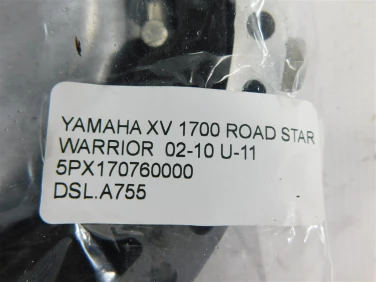 YAMAHA XV 1700 ROAD STAR
WARRIOR 02-10 U-11
5PX170760000
DSL.A755